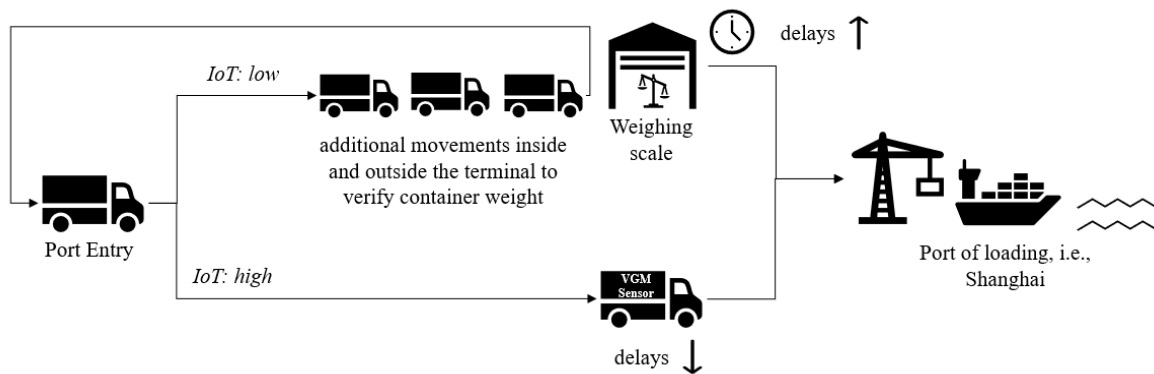 delays
IoT: low
additional movements inside
and outside the terminal to
verify container weight
Weighing
scale
Port Entry
IoT: high
VGM
Sensor
delays
Port of loading, i.e.,
Shanghai